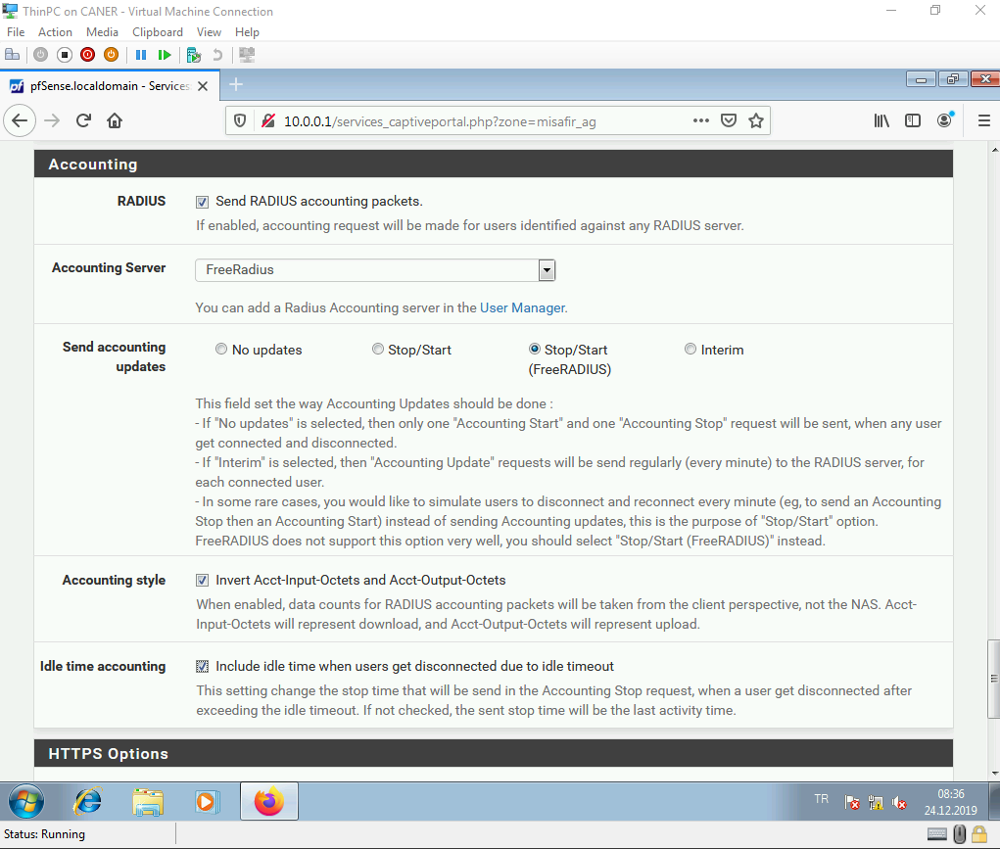 ThinPC on CANER - Virtual Machine Connection
File Action Media Clipboard View Help
pfSense.localdomain - Services:
10.0.0.1/services_captiveportal.php?zone=misafir_ag
Accounting
RADIUS
Send RADIUS accounting packets.
If enabled, accounting request will be made for users identified against any RADIUS server.
Accounting Server
FreeRadius
You can add a Radius Accounting server in the User Manager.
Send accounting
updates
No updates
Stop/Start
Stop/Start
(FreeRADIUS)
Interim
This field set the way Accounting Updates should be done :
- If "No updates" is selected, then only one "Accounting Start" and one "Accounting Stop" request will be sent, when any user
get connected and disconnected.
- If "Interim" is selected, then "Accounting Update" requests will be send regularly (every minute) to the RADIUS server, for
each connected user.
- In some rare cases, you would like to simulate users to disconnect and reconnect every minute (eg, to send an Accounting
Stop then an Accounting Start) instead of sending Accounting updates, this is the purpose of "Stop/Start" option.
FreeRADIUS does not support this option very well, you should select "Stop/Start (FreeRADIUS)" instead.
Accounting style
Invert Acct-Input-Octets and Acct-Output-Octets
When enabled, data counts for RADIUS accounting packets will be taken from the client perspective, not the NAS. Acct-
Input-Octets will represent download, and Acct-Output-Octets will represent upload.
Idle time accounting
Include idle time when users get disconnected due to idle timeout
This setting change the stop time that will be send in the Accounting Stop request, when a user get disconnected after
exceeding the idle timeout. If not checked, the sent stop time will be the last activity time.
HTTPS Options
TR
08:36
24.12.2019
Status: Running